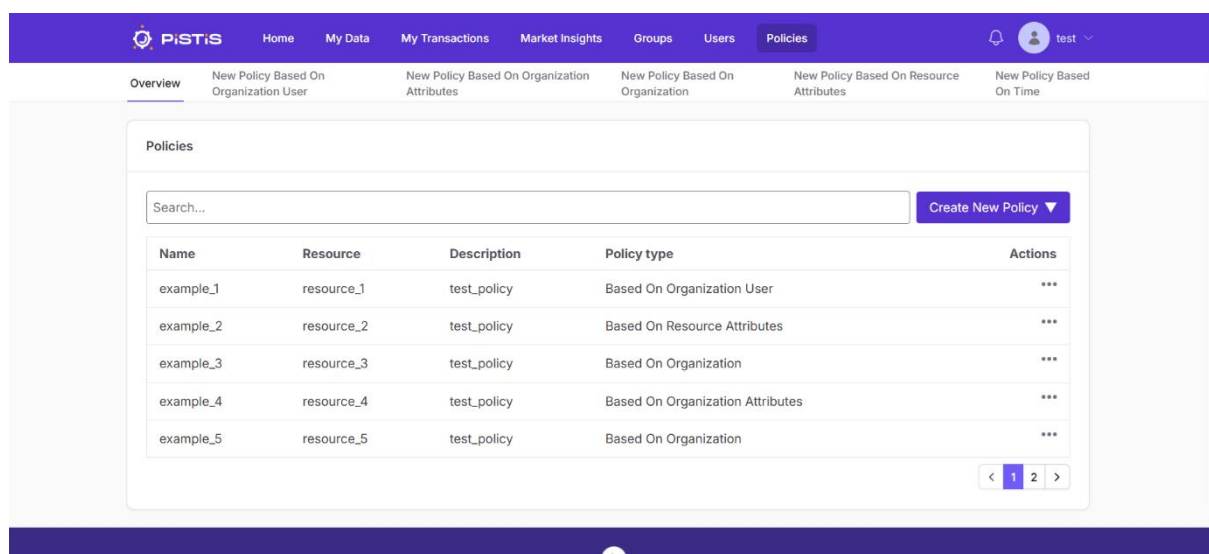 PiSTiS Home My Data My Transactions Market Insights Groups Users Policies test
Overview
New Policy Based On
Organization User
New Policy Based On Organization
Attributes
New Policy Based On
Organization
New Policy Based On Resource
Attributes
New Policy Based
On Time
Policies
Search... Create New Policy ▼
Name Resource Description Policy type Actions
example_1 resource_1 test_policy Based On Organization User •••
example_2 resource_2 test_policy Based On Resource Attributes •••
example_3 resource_3 test_policy Based On Organization •••
example_4 resource_4 test_policy Based On Organization Attributes •••
example_5 resource_5 test_policy Based On Organization •••
< 1 2 >